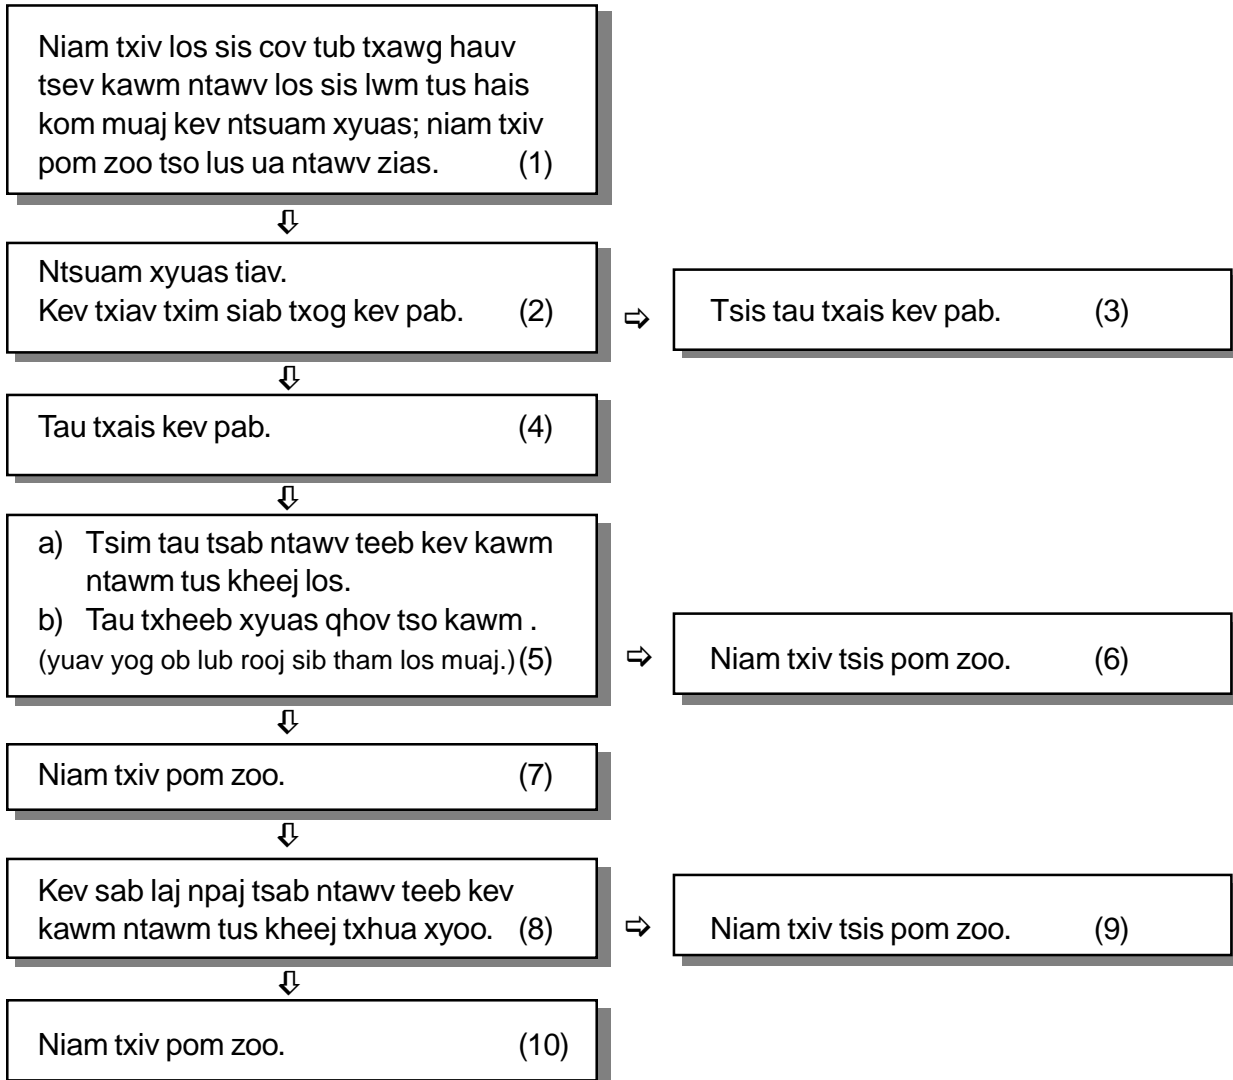 Niam txiv los sis cov tub txawg hauv
tsev kawm ntawv los sis lwm tus hais
kom muaj kev ntsuam xyuas; niam txiv
pom zoo tso lus ua ntawv zias. (1)
Ntsuam xyuas tiav.
Kev txiav txim siab txog kev pab. (2)
Tsis tau txais kev pab. (3)
Tau txais kev pab. (4)
a) Tsim tau tsab ntawv teeb kev kawm
ntawm tus kheej los.
b) Tau txheeb xyuas qhov tso kawm .
(yuav yog ob lub rooj sib tham los muaj.) (5)
Niam txiv tsis pom zoo. (6)
Niam txiv pom zoo. (7)
Kev sab laj npaj tsab ntawv teeb kev
kawm ntawm tus kheej txhua xyoo. (8)
Niam txiv tsis pom zoo. (9)
Niam txiv pom zoo. (10)